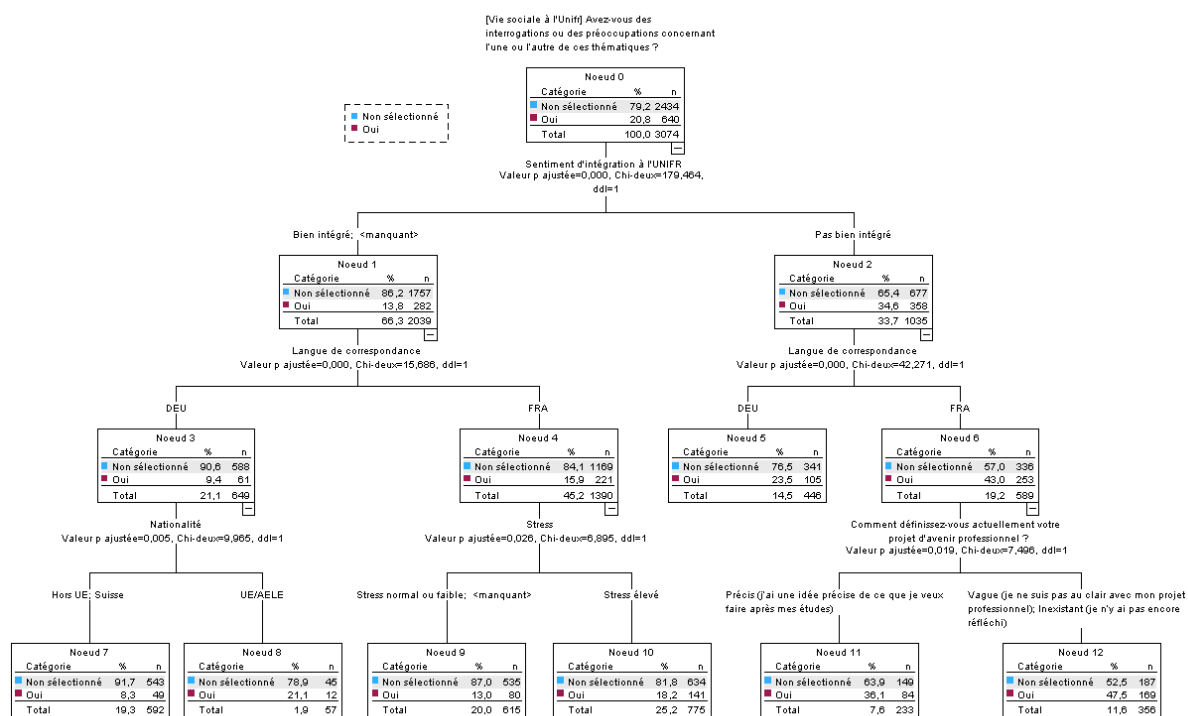 [Vie sociale à l'Unifr] Avez-vous des
interrogations ou des préoccupations concernant
l'une ou l'autre de ces thématiques ?
Non sélectionné
Oui
Noeud 0
Catégorie % n
Non sélectionné 79,2 2434
Oui 20,8 640
Total 100,0 3074
Sentiment d'intégration à l'UNIFR
Valeur p ajustée=0,000, Chi-deux=179,464,
ddl=1
Bien intégré; <manquant>
Pas bien intégré
Noeud 1
Catégorie % n
Non sélectionné 86,2 1757
Oui 13,8 282
Total 66,3 2039
Noeud 2
Catégorie % n
Non sélectionné 65,4 677
Oui 34,6 358
Total 33,7 1035
Langue de correspondance
Valeur p ajustée=0,000, Chi-deux=15,686, ddl=1
Langue de correspondance
Valeur p ajustée=0,000, Chi-deux=42,271, ddl=1
DEU
FRA
DEU
FRA
Noeud 3
Catégorie % n
Non sélectionné 90,6 588
Oui 9,4 61
Total 21,1 649
Noeud 4
Catégorie % n
Non sélectionné 84,1 1169
Oui 15,9 221
Total 45,2 1390
Noeud 5
Catégorie % n
Non sélectionné 76,5 341
Oui 23,5 105
Total 14,5 446
Noeud 6
Catégorie % n
Non sélectionné 57,0 336
Oui 43,0 253
Total 19,2 589
Nationalité
Valeur p ajustée=0,005, Chi-deux=9,965, ddl=1
Stress
Valeur p ajustée=0,026, Chi-deux=6,895, ddl=1
Comment définissez-vous actuellement votre
projet d'avenir professionnel ?
Valeur p ajustée=0,019, Chi-deux=7,496, ddl=1
Hors UE; Suisse
UE/AELE
Stress normal ou faible; <manquant>
Stress élevé
Précis (j'ai une idée précise de ce que je veux
faire après mes études)
Vague (je ne suis pas au clair avec mon projet
professionnel); Inexistant (je n'y ai pas encore
réfléchi)
Noeud 7
Catégorie % n
Non sélectionné 91,7 543
Oui 8,3 49
Total 19,3 592
Noeud 8
Catégorie % n
Non sélectionné 78,9 45
Oui 21,1 12
Total 1,9 57
Noeud 9
Catégorie % n
Non sélectionné 87,0 535
Oui 13,0 80
Total 20,0 615
Noeud 10
Catégorie % n
Non sélectionné 81,8 634
Oui 18,2 141
Total 25,2 775
Noeud 11
Catégorie % n
Non sélectionné 63,9 149
Oui 36,1 84
Total 7,6 233
Noeud 12
Catégorie % n
Non sélectionné 52,5 187
Oui 47,5 169
Total 11,6 356